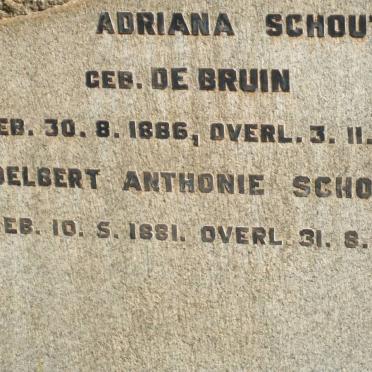 ADRIANA SCHOUT
GEB. DE BRUIN
EB. 30. 8. 1886, OVERL. 3. 11.
DELBERT ANTHONIE SCHO
EB. 10. 5. 1881. OVERL. 31. 8.